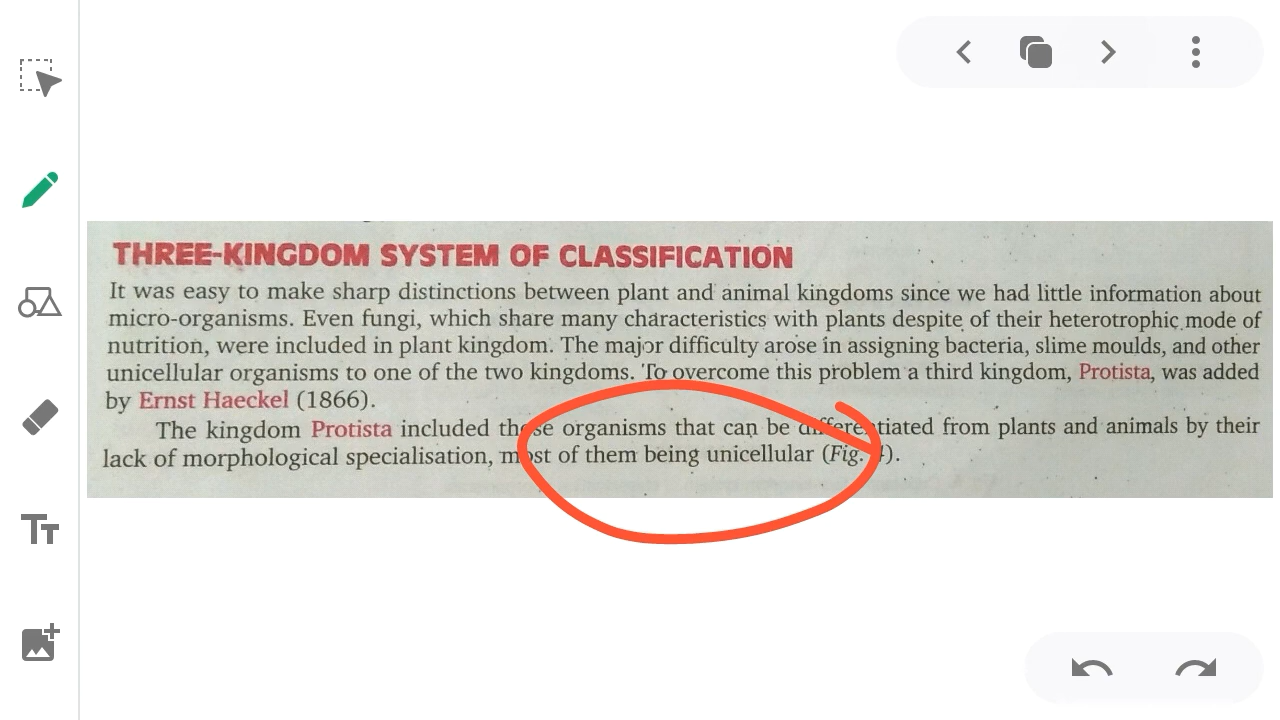 THREE-KINGDOM SYSTEM OF CLASSIFICATION
It was easy to make sharp distinctions between plant and animal kingdoms since we had little information about
micro-organisms. Even fungi, which share many characteristics with plants despite of their heterotrophic mode of
nutrition, were included in plant kingdom. The major difficulty arose in assigning bacteria, slime moulds, and other
unicellular organisms to one of the two kingdoms. To overcome this problem a third kingdom, Protista, was added
by Ernst Haeckel (1866).
The kingdom Protista included those organisms that can be differentiated from plants and animals by their
lack of morphological specialisation, most of them being unicellular (Fig. 4).
Tт